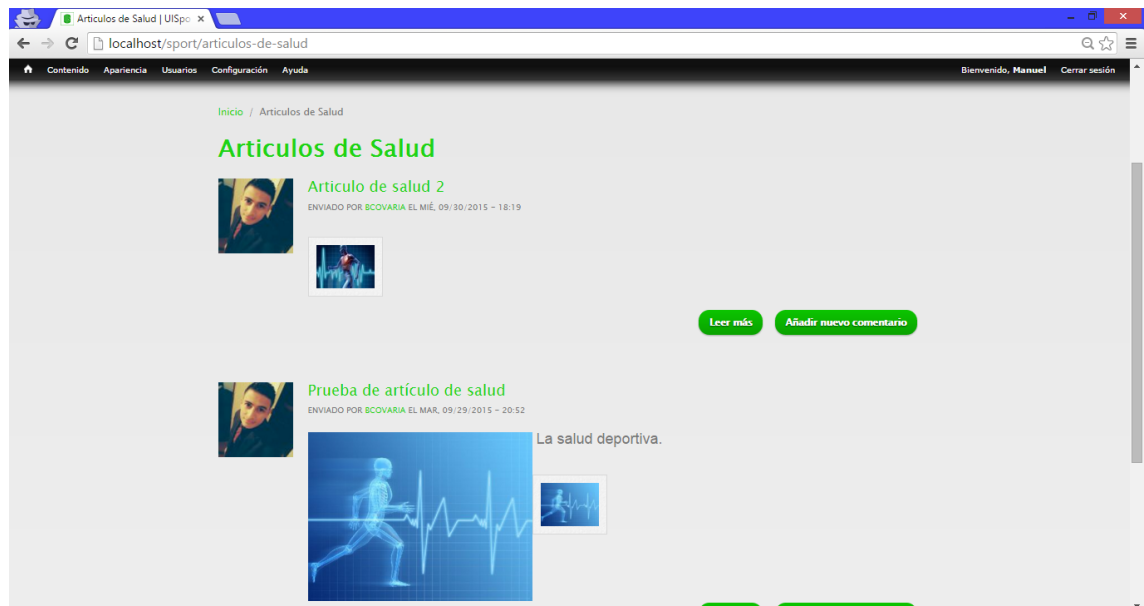 Articulos de Salud | UISpo
localhost/sport/articulos-de-salud
Contenido Apariencia Usuarios Configuración Ayuda Bienvenido, Manuel Cerrar sesión
Inicio / Articulos de Salud
Articulos de Salud
Articulo de salud 2
ENVIADO POR BCOVARIA EL MIÉ, 09/30/2015 - 18:19
Leer más Añadir nuevo comentario
Prueba de artículo de salud
ENVIADO POR BCOVARIA EL MAR, 09/29/2015 - 20:52
La salud deportiva.